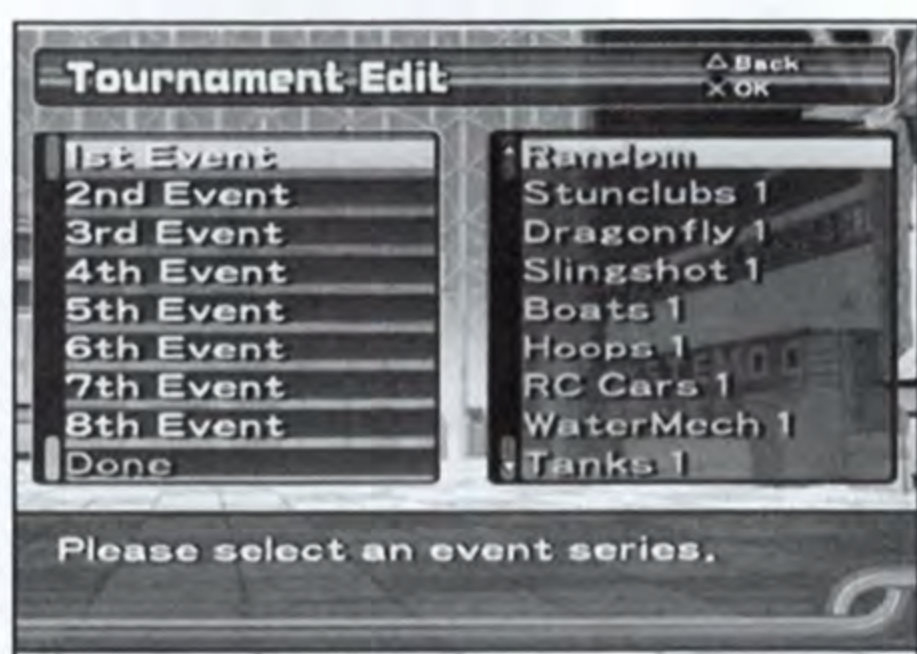 Tournament Edit
△ Back
✕ OK
1st Event
2nd Event
3rd Event
4th Event
5th Event
6th Event
7th Event
8th Event
Done
Random
Stunclubs 1
Dragonfly 1
Slingshot 1
Boats 1
Hoops 1
RC Cars 1
WaterMech 1
Tanks 1
Please select an event series.